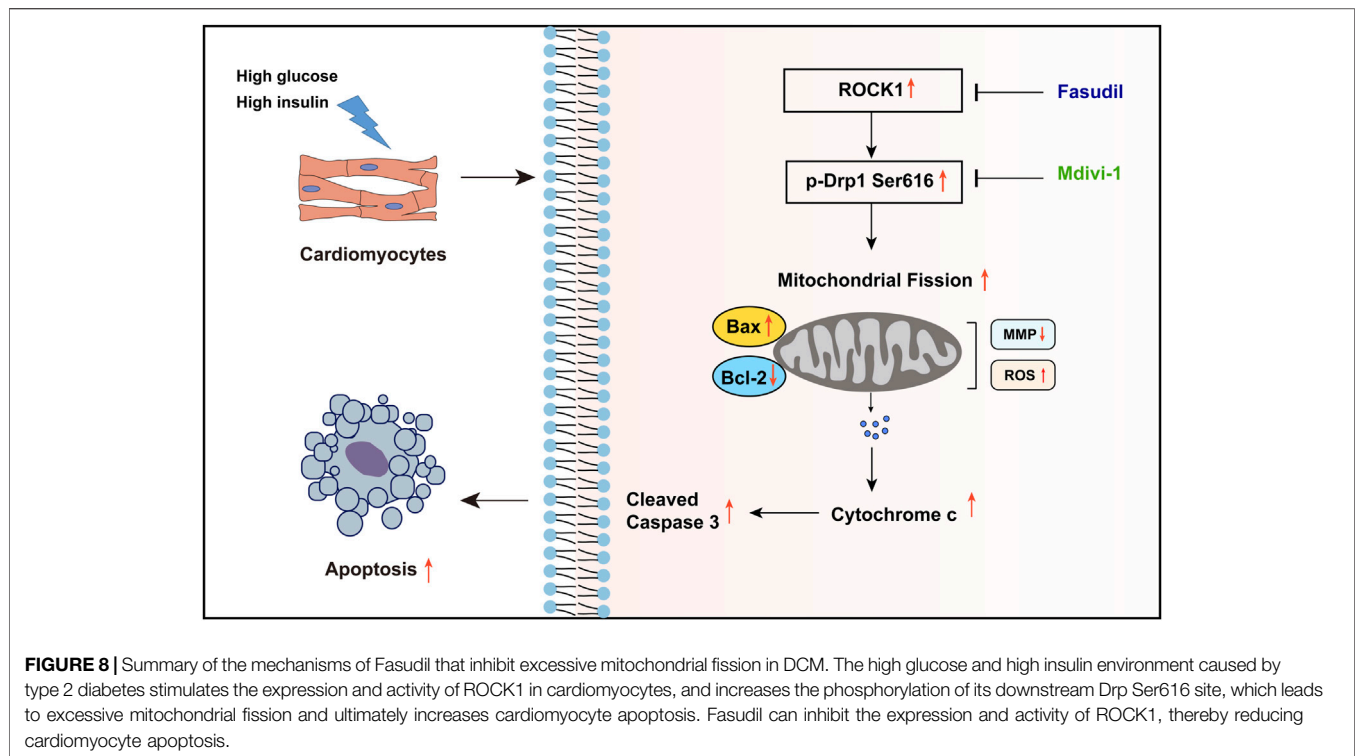 High glucose
High insulin
Cardiomyocytes
ROCK1 ↑
Fasudil
p-Drp1 Ser616 ↑
Mdivi-1
Mitochondrial Fission ↑
Bax ↑
Bcl-2 ↓
MMP ↓
ROS ↑
Cytochrome c ↑
Cleaved
Caspase 3 ↑
Apoptosis ↑
FIGURE 8 | Summary of the mechanisms of Fasudil that inhibit excessive mitochondrial fission in DCM. The high glucose and high insulin environment caused by
type 2 diabetes stimulates the expression and activity of ROCK1 in cardiomyocytes, and increases the phosphorylation of its downstream Drp Ser616 site, which leads
to excessive mitochondrial fission and ultimately increases cardiomyocyte apoptosis. Fasudil can inhibit the expression and activity of ROCK1, thereby reducing
cardiomyocyte apoptosis.